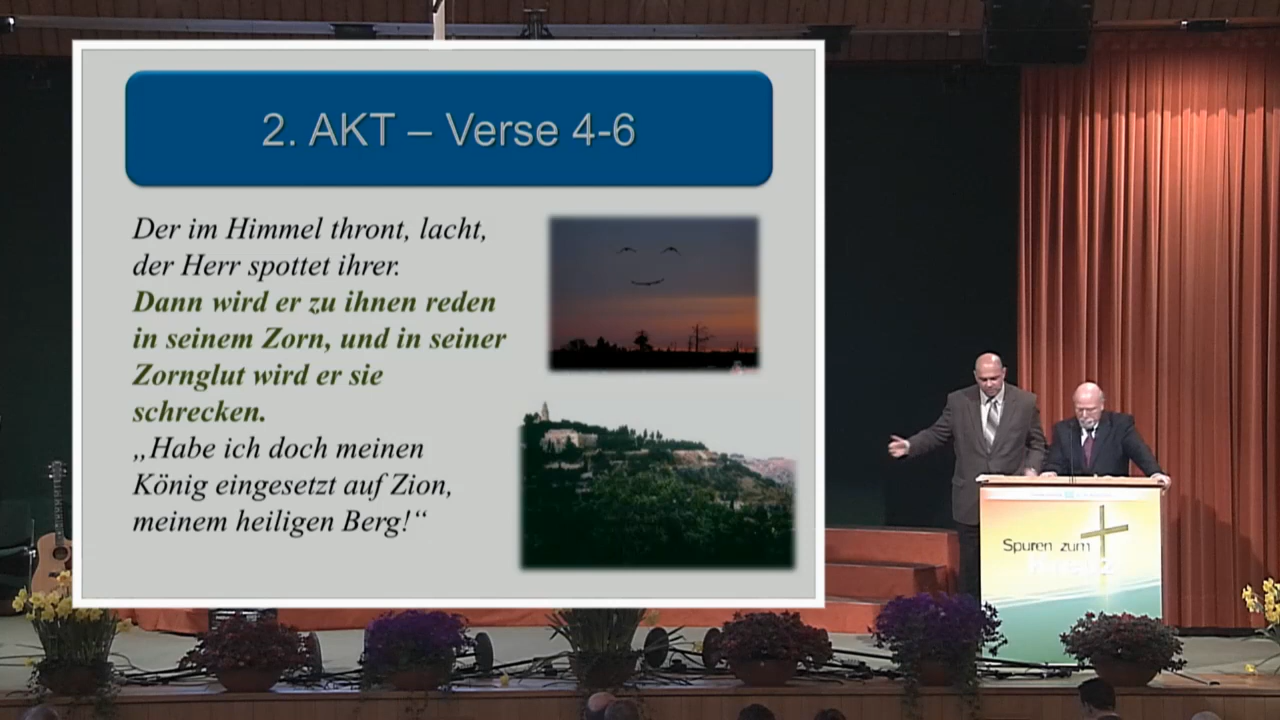 2. AKT – Verse 4-6
Der im Himmel thront, lacht,
der Herr spottet ihrer.
Dann wird er zu ihnen reden
in seinem Zorn, und in seiner
Zornglut wird er sie
schrecken.
„Habe ich doch meinen
König eingesetzt auf Zion,
meinem heiligen Berg!“
Spuren zum